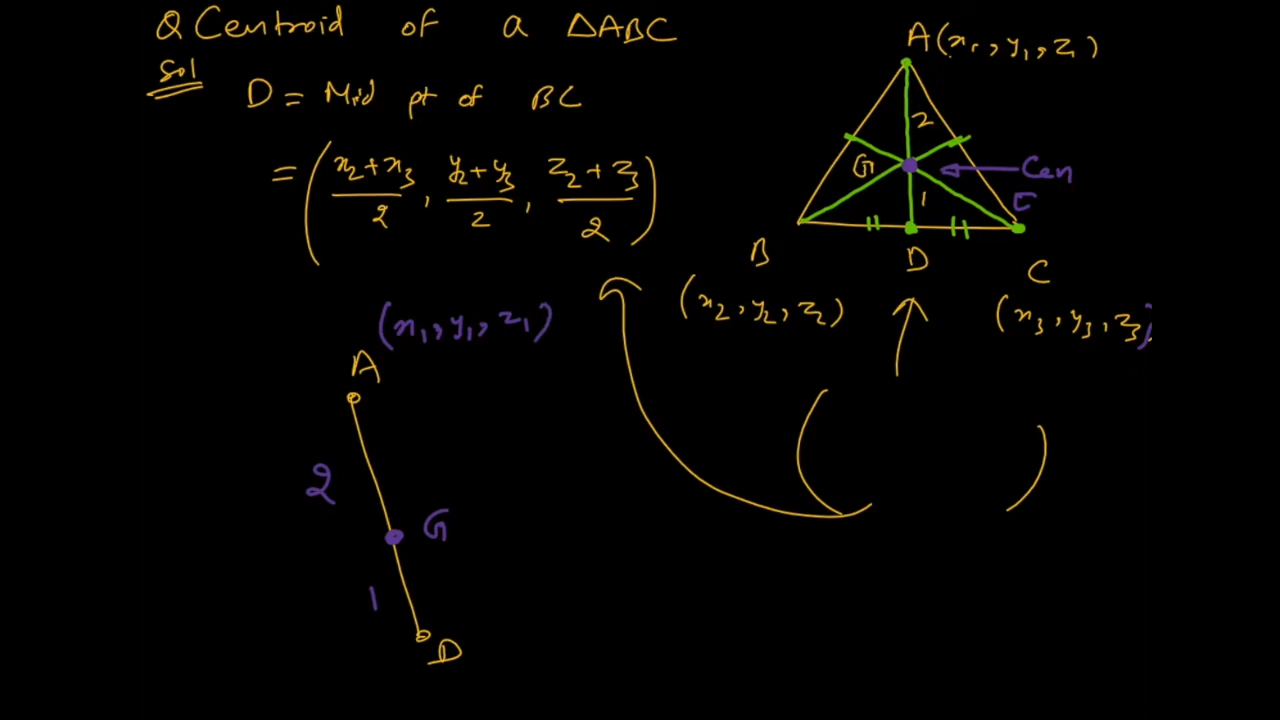 Q Centroid of a ΔABC
Sol
D = Mid pt of BC
= (x₂+x₃/2, y₂+y₃/2, z₂+z₃/2)
A(x₁, y₁, z₁)
2
G
Cen
1
B
D
C
(x₂, y₂, z₂)
(x₃, y₃, z₃)
(x₁, y₁, z₁)
A
2
G
1
D